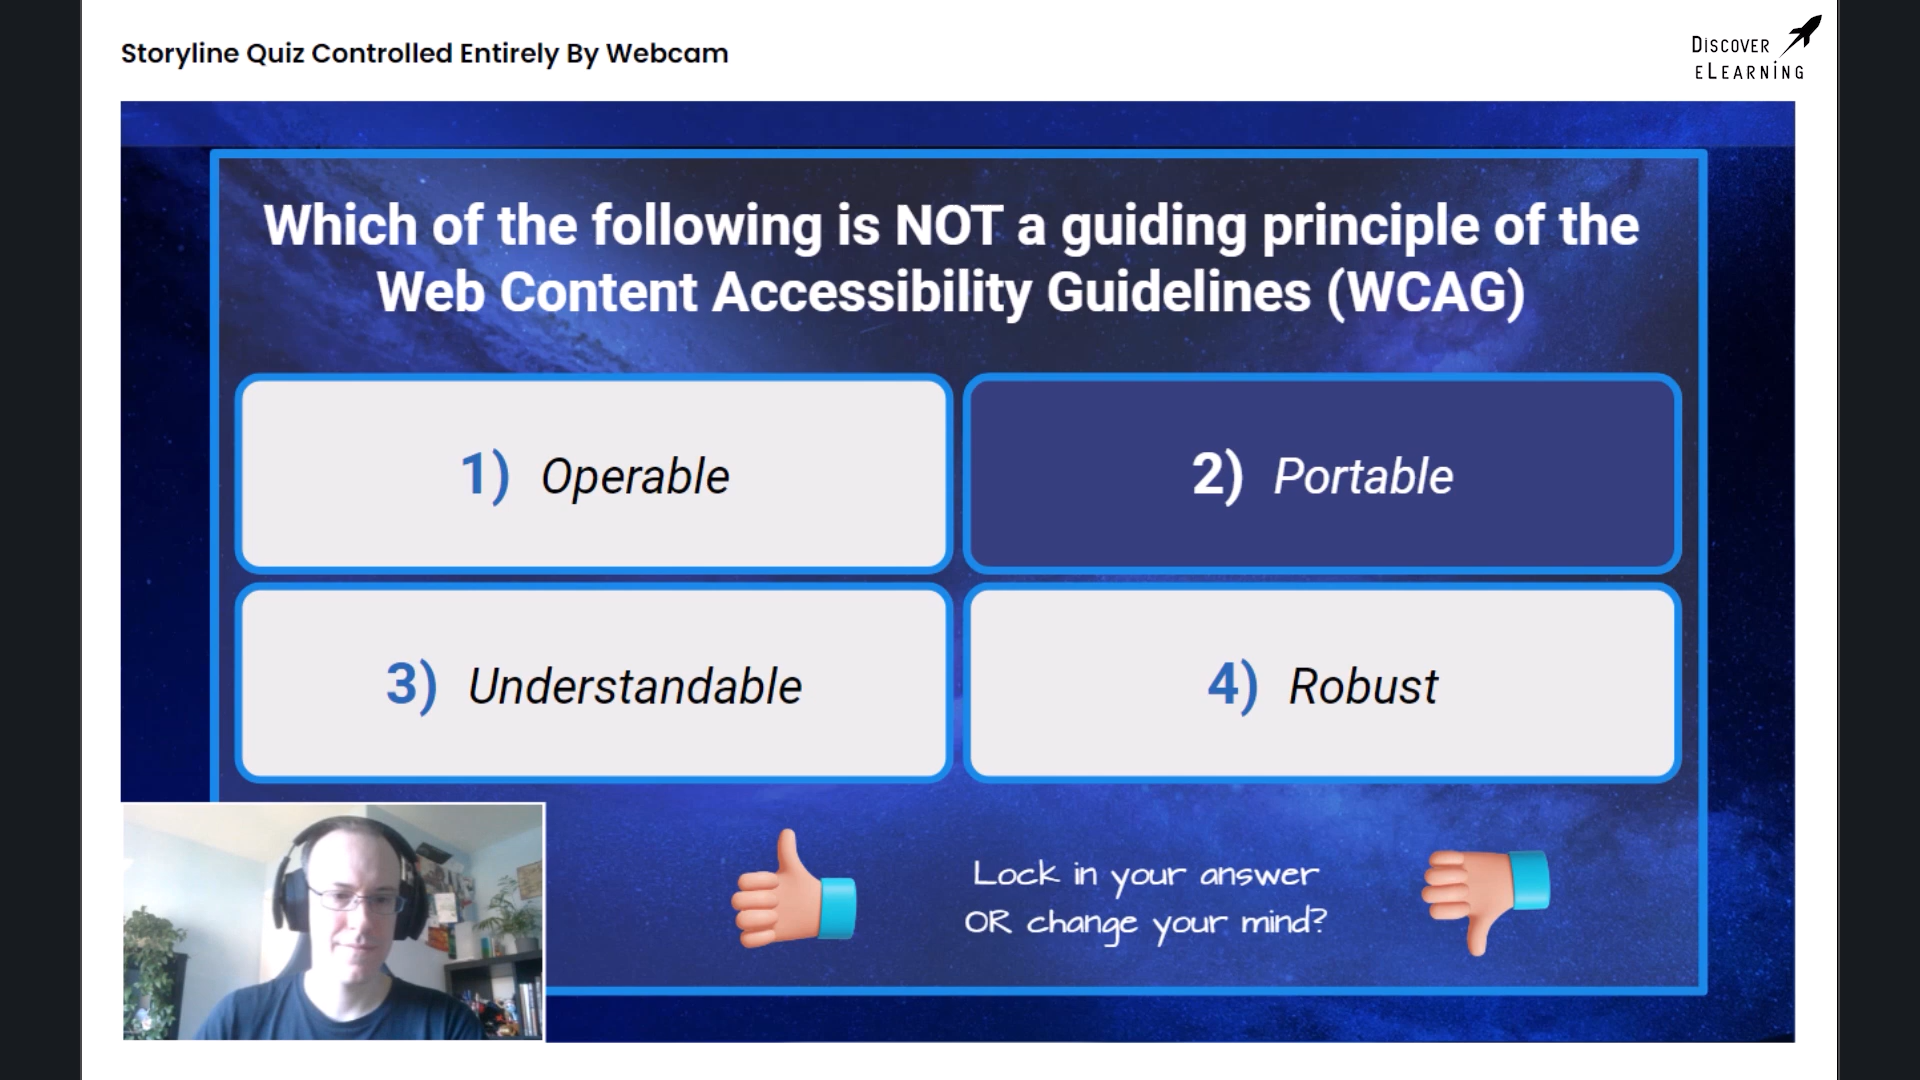 Storyline Quiz Controlled Entirely By Webcam
DISCOVER
eLEARNING
Which of the following is NOT a guiding principle of the
Web Content Accessibility Guidelines (WCAG)
1) Operable
2) Portable
3) Understandable
4) Robust
Lock in your answer
OR change your mind?